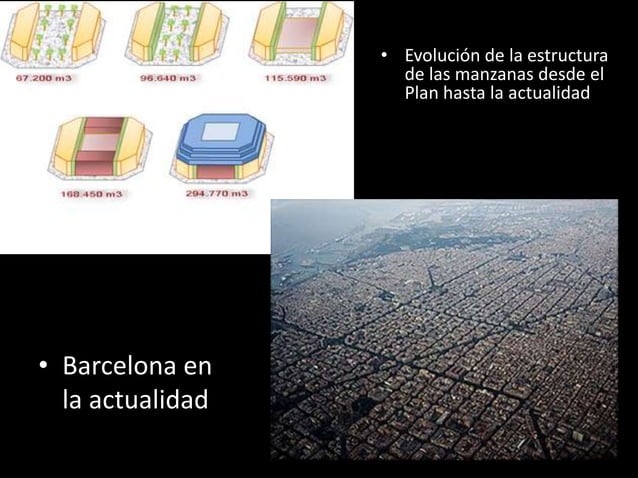 67.200 m3
96.640 m3
115.590 m3
168.450 m3
294.770 m3
• Evolución de la estructura
de las manzanas desde el
Plan hasta la actualidad
• Barcelona en
la actualidad